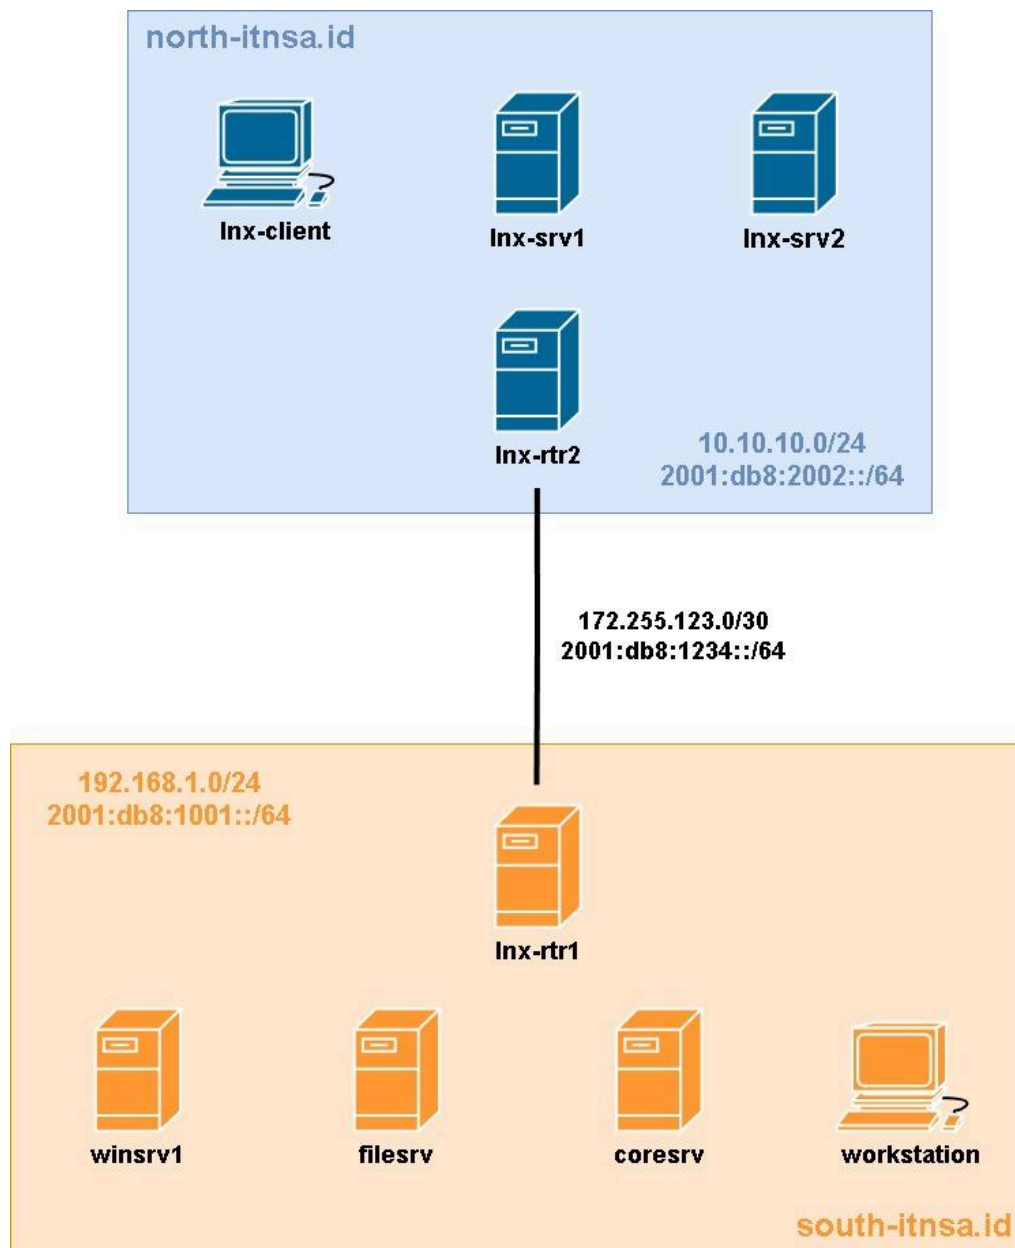 north-itnsa.id
lnx-client
lnx-srv1
lnx-srv2
lnx-rtr2
10.10.10.0/24
2001:db8:2002::/64
172.255.123.0/30
2001:db8:1234::/64
192.168.1.0/24
2001:db8:1001::/64
lnx-rtr1
winsrv1
filesrv
coresrv
workstation
south-itnsa.id